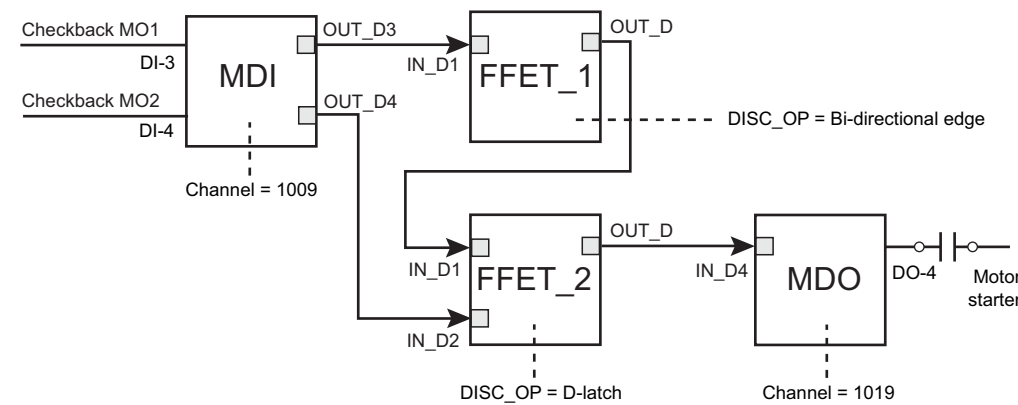 Checkback MO1
DI-3
Checkback MO2
DI-4
MDI
OUT_D3
OUT_D4
Channel = 1009
IN_D1
FFET_1
OUT_D
DISC_OP = Bi-directional edge
IN_D1
IN_D2
FFET_2
OUT_D
DISC_OP = D-latch
IN_D4
MDO
DO-4
Motor
starter
Channel = 1019